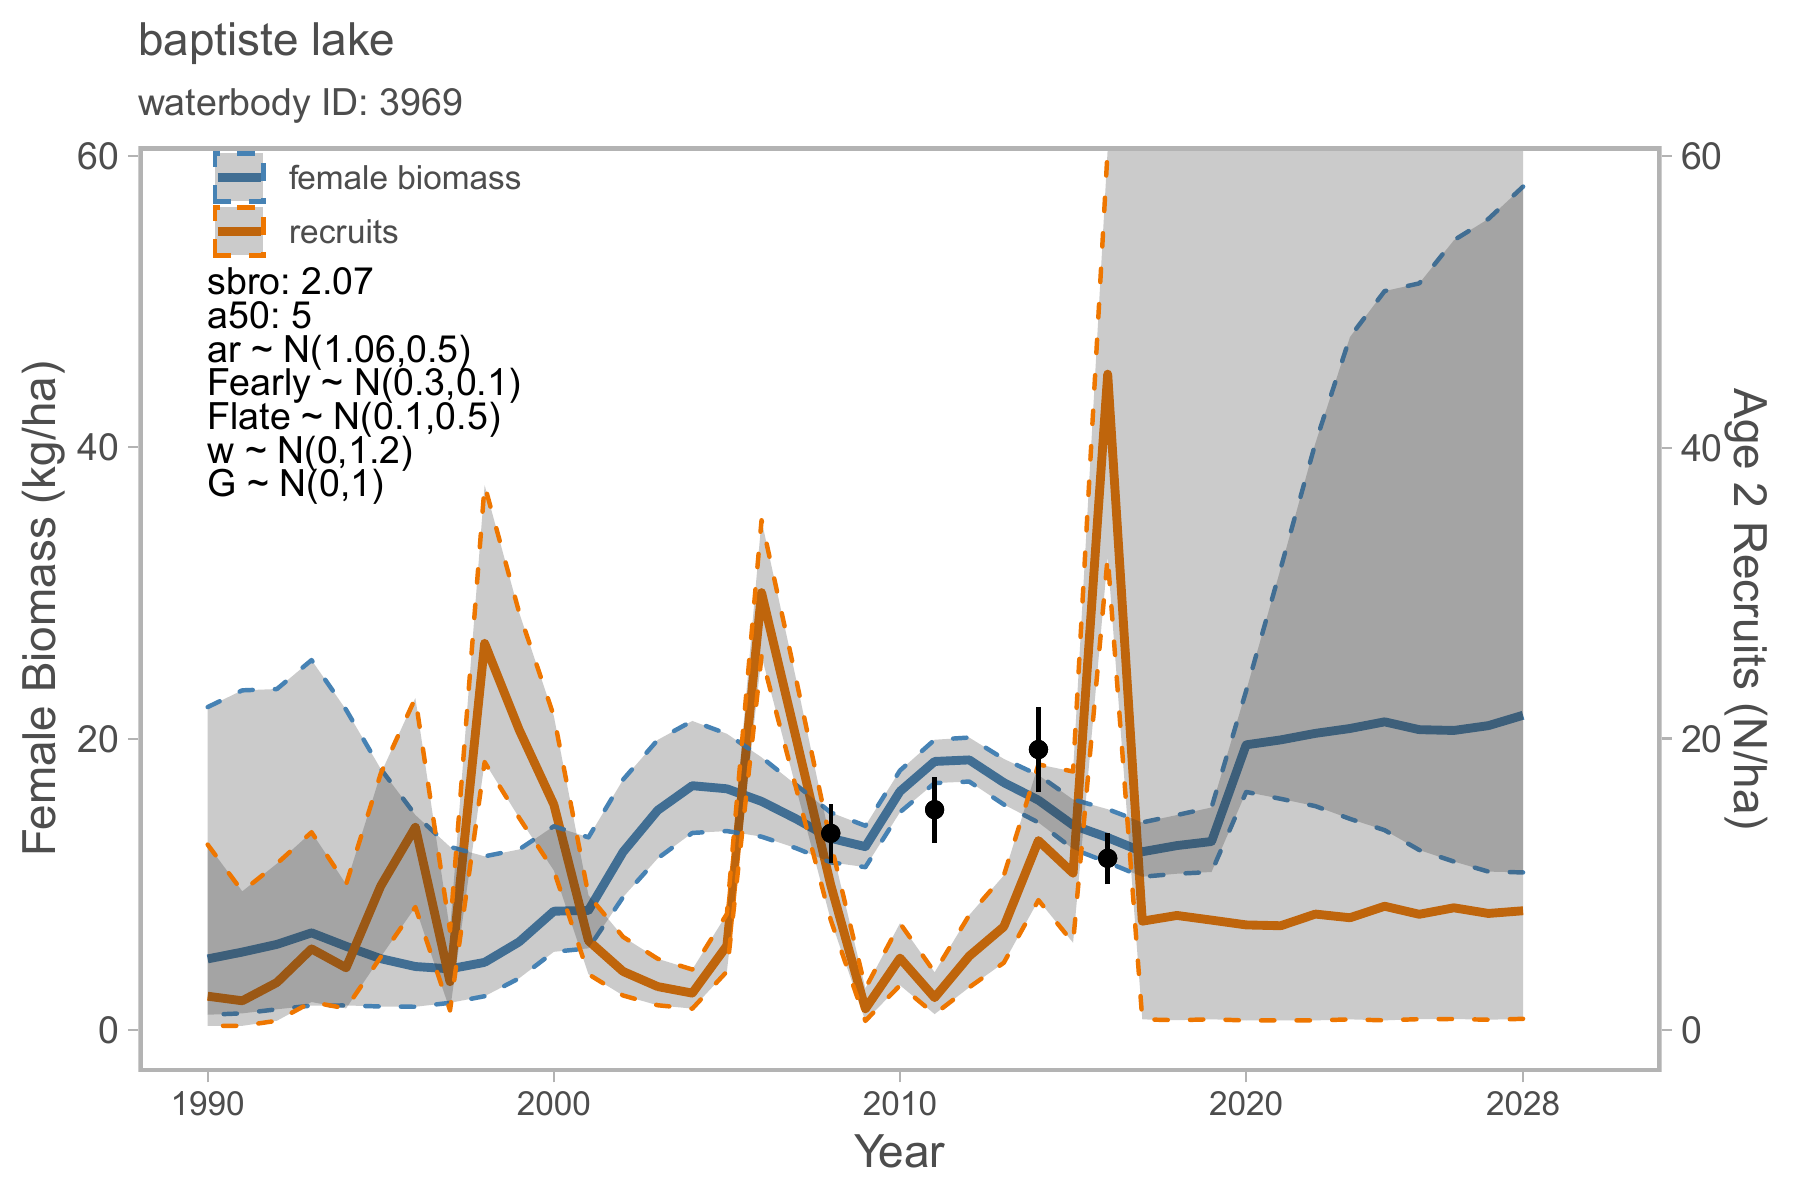 baptiste lake
waterbody ID: 3969
female biomass
recruits
sbro: 2.07
a50: 5
ar ~ N(1.06,0.5)
Fearly ~ N(0.3,0.1)
Flate ~ N(0.1,0.5)
w ~ N(0,1.2)
G ~ N(0,1)
Female Biomass (kg/ha)
60
40
20
0
60
40
20
0
Age 2 Recruits (N/ha)
1990
2000
2010
2020
2028
Year